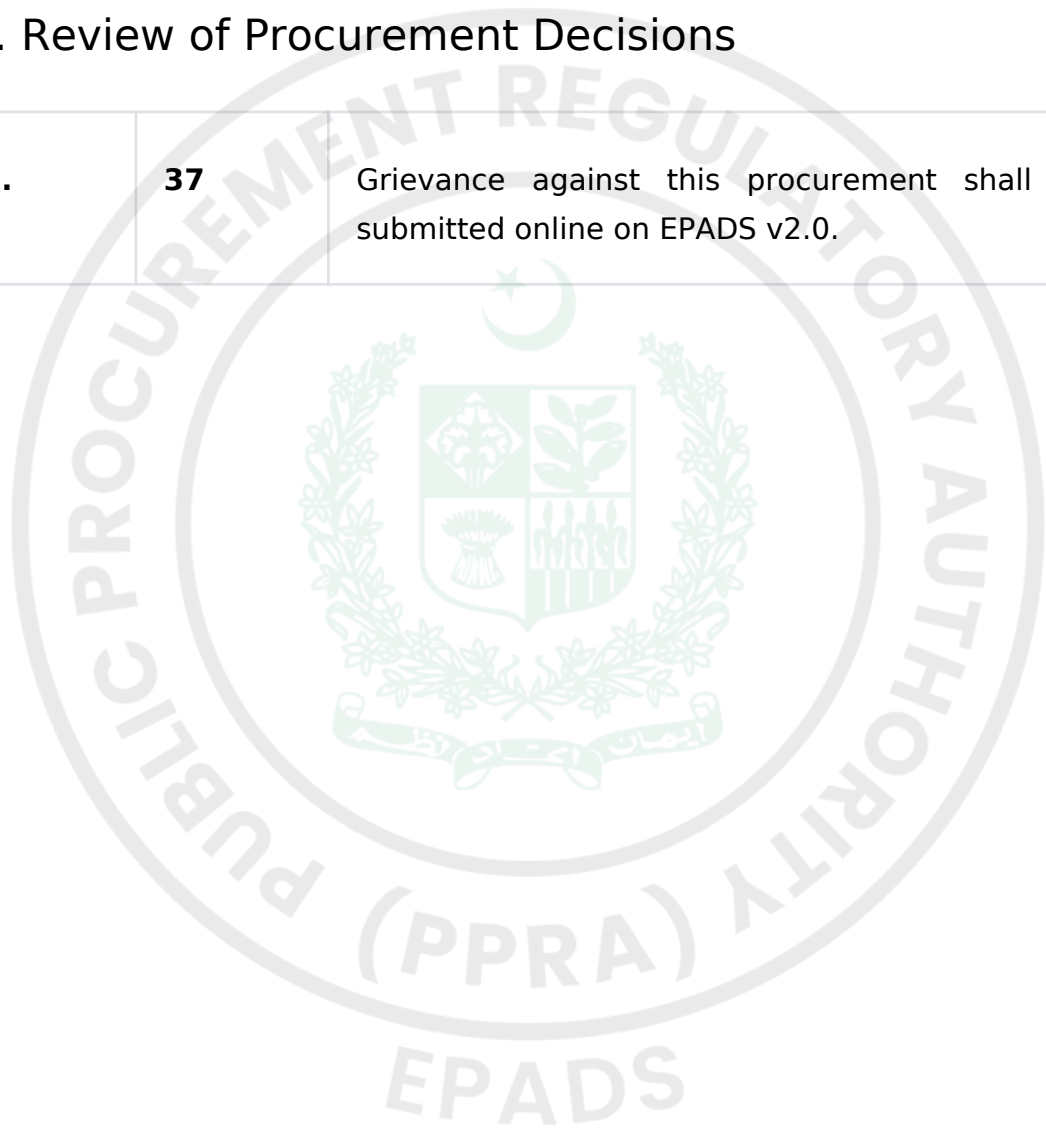 . Review of Procurement Decisions
. 37 Grievance against this procurement shall
submitted online on EPADS v2.0.
PUBLIC PROCUREMENT REGULATORY AUTHORITY
(PPRA)
EPADS